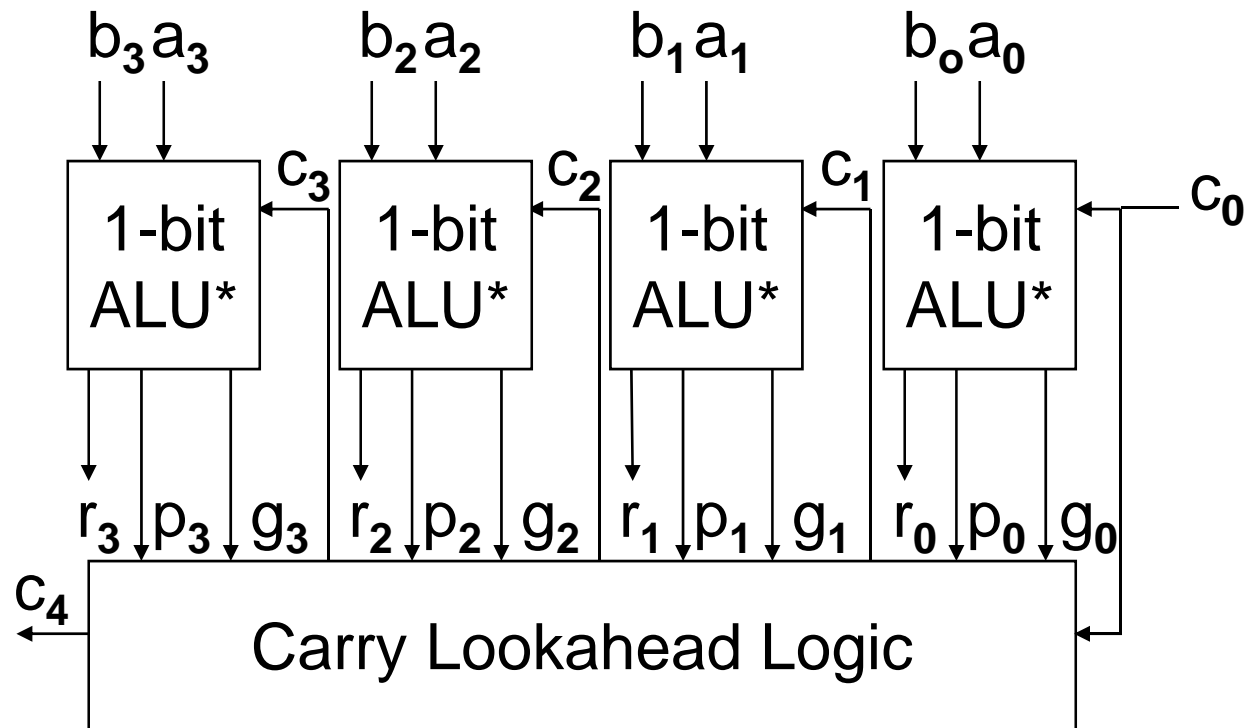 b3 a3 b2 a2 b1 a1 bo a0
c3 c2 c1 c0
1-bit 1-bit 1-bit 1-bit
ALU* ALU* ALU* ALU*
r3 p3 g3 r2 p2 g2 r1 p1 g1 r0 p0 g0
c4
Carry Lookahead Logic